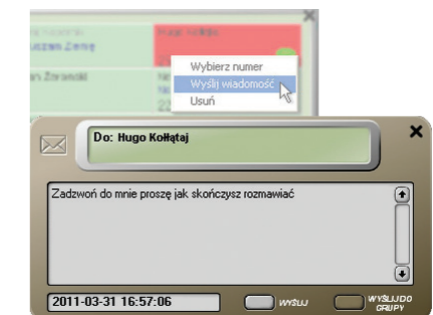 Wybierz numer
Wyślij wiadomość
Usuń
Do: Hugo Kołłątaj
Zadzwoń do mnie proszę jak skończysz rozmawiać
2011-03-31 16:57:06
WYŚLIJ
WYŚLIJ DO
GRUPY